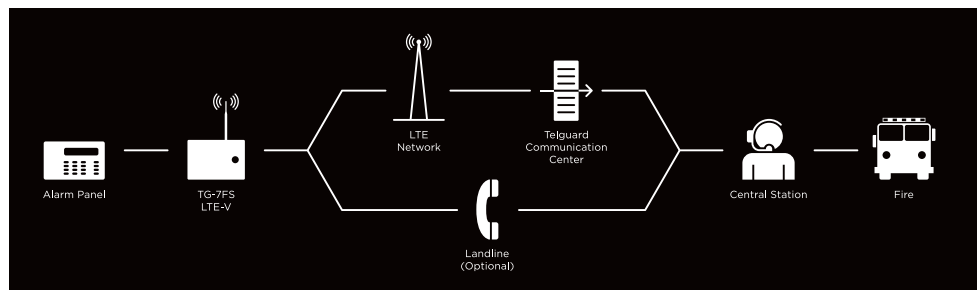 Alarm Panel
TG-7FS
LTE-V
LTE
Network
Telguard
Communication
Center
Landline
(Optional)
Central Station
Fire